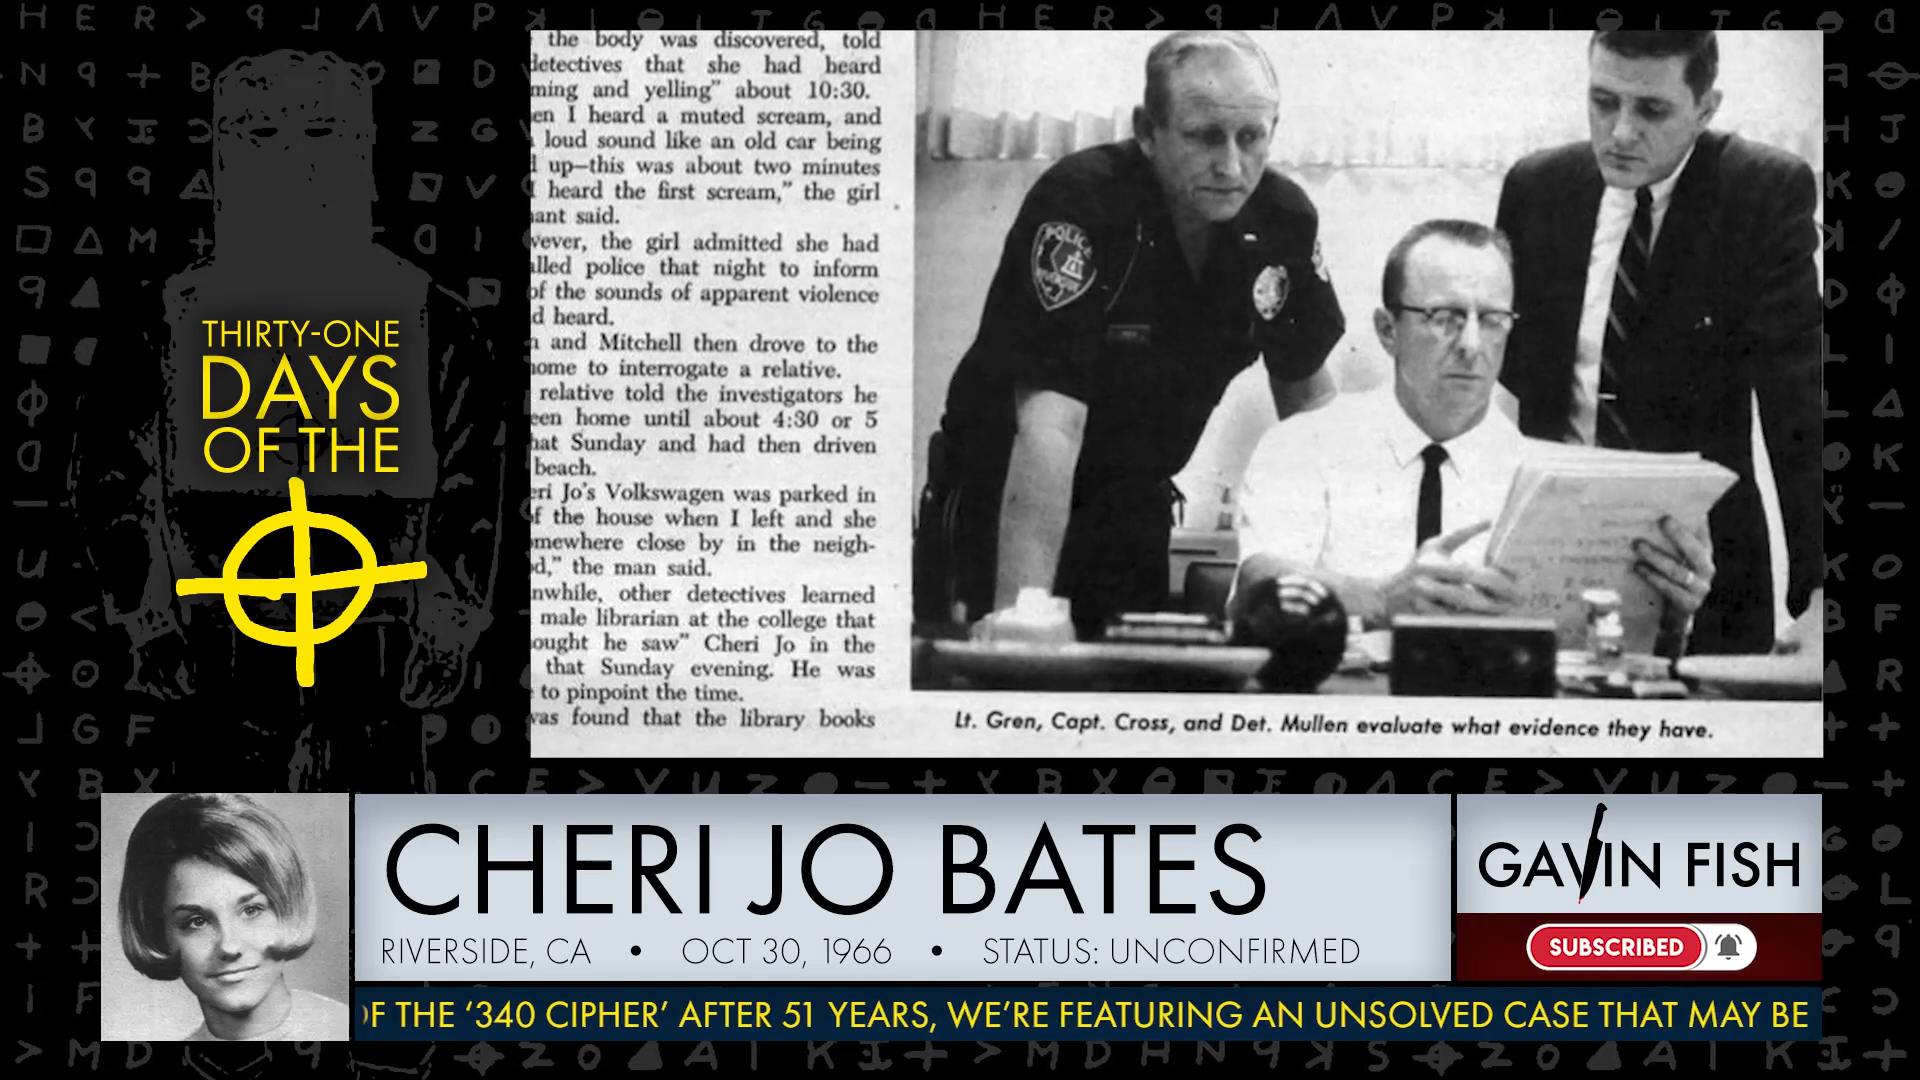 THIRTY-ONE
DAYS
OF THE
the body was discovered, told
detectives that she had heard
ming and yelling" about 10:30.
en I heard a muted scream, and
loud sound like an old car being
up—this was about two minutes
I heard the first scream," the girl
ant said.
ever, the girl admitted she had
lled police that night to inform
of the sounds of apparent violence
d heard.
and Mitchell then drove to the
ome to interrogate a relative.
relative told the investigators he
een home until about 4:30 or 5
hat Sunday and had then driven
beach.
eri Jo's Volkswagen was parked in
f the house when I left and she
mewhere close by in the neigh-
d," the man said.
nwhile, other detectives learned
male librarian at the college that
ought he saw" Cheri Jo in the
that Sunday evening. He was
to pinpoint the time.
vas found that the library books
POLICE
Lt. Gren, Capt. Cross, and Det. Mullen evaluate what evidence they have.
CHERI JO BATES
RIVERSIDE, CA • OCT 30, 1966 • STATUS: UNCONFIRMED
GAVIN FISH
SUBSCRIBED
OF THE ‘340 CIPHER’ AFTER 51 YEARS, WE’RE FEATURING AN UNSOLVED CASE THAT MAY BE